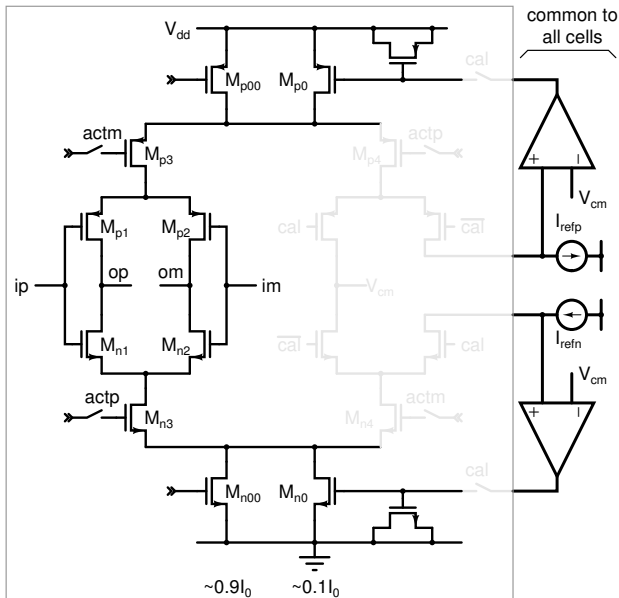 common to
all cells
V_dd
cal
M_p00
M_p0
actm
actp
M_p3
M_p4
+
−
V_cm
M_p1
M_p2
cal
c̅a̅l̅
I_refp
ip
op
om
im
V_cm
M_n1
M_n2
c̅a̅l̅
cal
I_refn
V_cm
actp
actm
M_n3
M_n4
+
−
cal
M_n00
M_n0
~0.9I_0
~0.1I_0